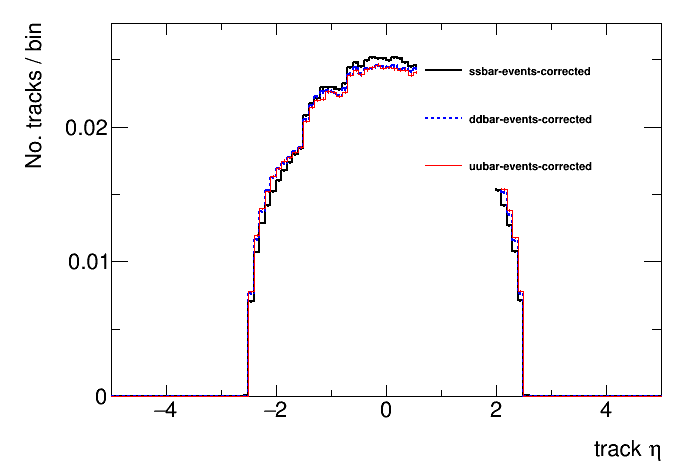 No. tracks / bin
0.02
0.01
0
−4
−2
0
2
4
track η
ssbar-events-corrected
ddbar-events-corrected
uubar-events-corrected